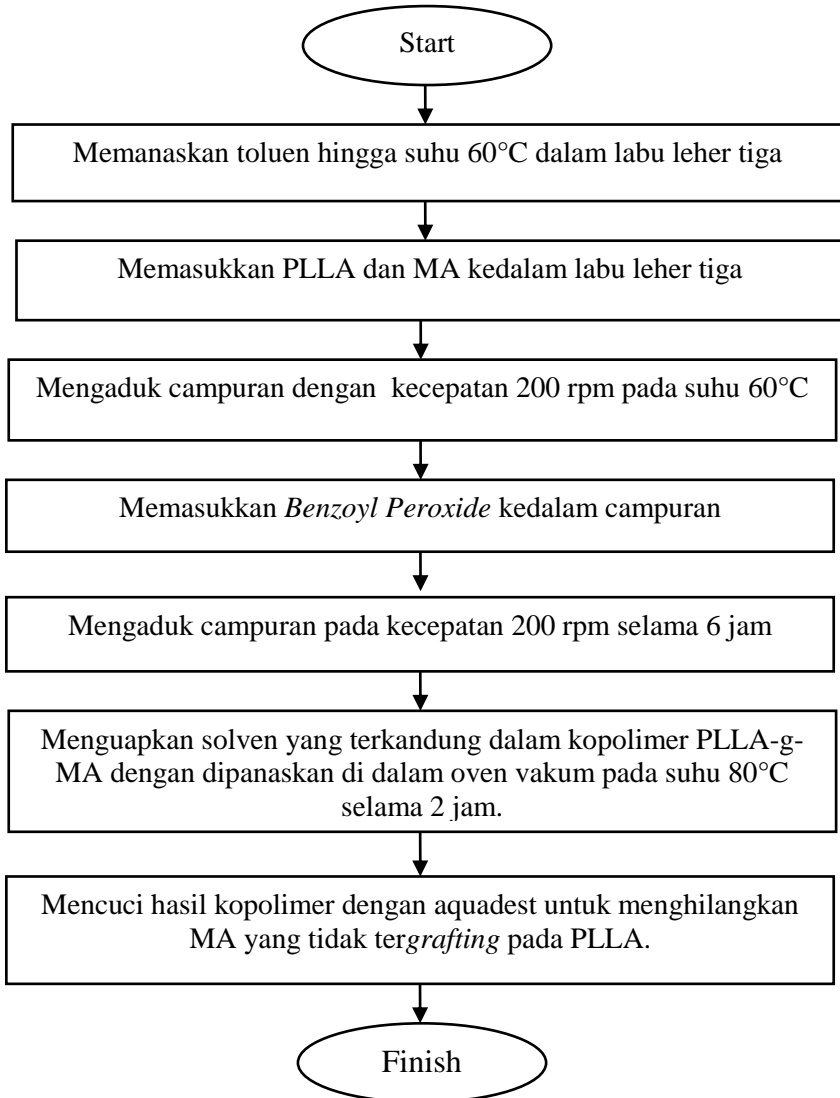 Start
Memanaskan toluen hingga suhu 60°C dalam labu leher tiga
Memasukkan PLLA dan MA kedalam labu leher tiga
Mengaduk campuran dengan  kecepatan 200 rpm pada suhu 60°C
Memasukkan Benzoyl Peroxide kedalam campuran
Mengaduk campuran pada kecepatan 200 rpm selama 6 jam
Menguapkan solven yang terkandung dalam kopolimer PLLA-g-
MA dengan dipanaskan di dalam oven vakum pada suhu 80°C
selama 2 jam.
Mencuci hasil kopolimer dengan aquadest untuk menghilangkan
MA yang tidak tergrafting pada PLLA.
Finish